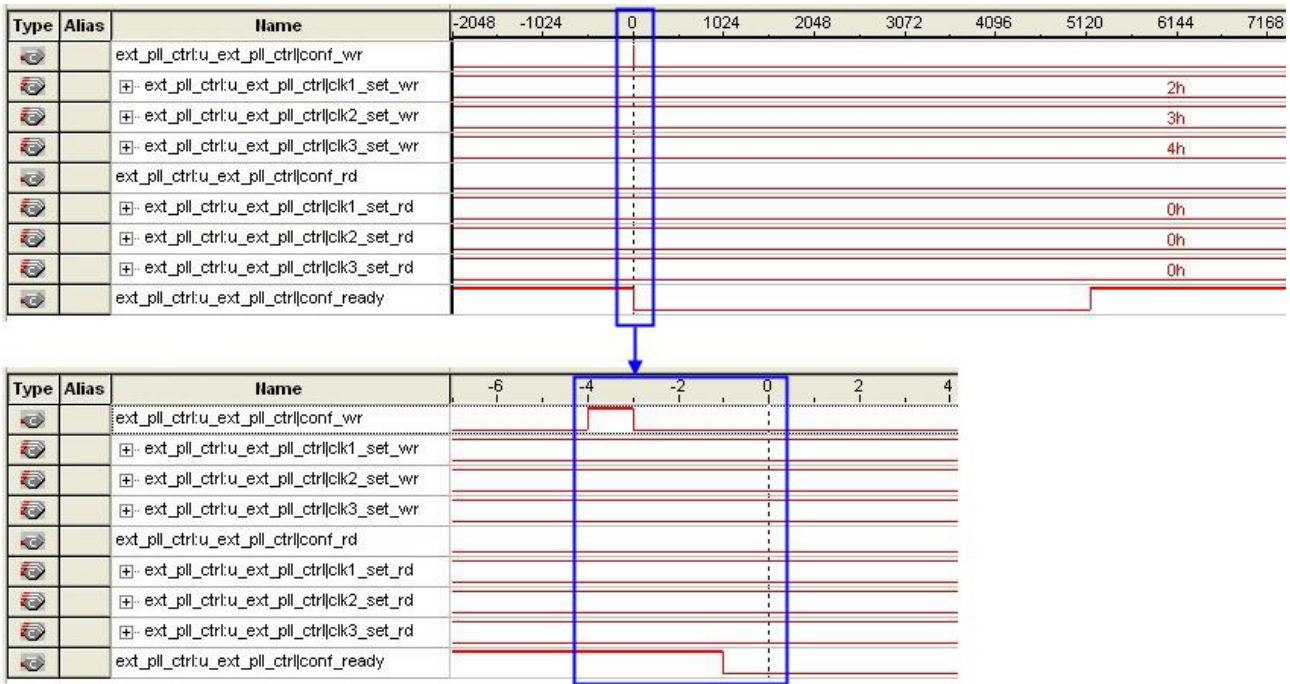 Type Alias Name -2048 -1024 0 1024 2048 3072 4096 5120 6144 7168
ext_pll_ctrl:u_ext_pll_ctrl|conf_wr
ext_pll_ctrl:u_ext_pll_ctrl|clk1_set_wr 2h
ext_pll_ctrl:u_ext_pll_ctrl|clk2_set_wr 3h
ext_pll_ctrl:u_ext_pll_ctrl|clk3_set_wr 4h
ext_pll_ctrl:u_ext_pll_ctrl|conf_rd
ext_pll_ctrl:u_ext_pll_ctrl|clk1_set_rd 0h
ext_pll_ctrl:u_ext_pll_ctrl|clk2_set_rd 0h
ext_pll_ctrl:u_ext_pll_ctrl|clk3_set_rd 0h
ext_pll_ctrl:u_ext_pll_ctrl|conf_ready
Type Alias Name -6 -4 -2 0 2 4
ext_pll_ctrl:u_ext_pll_ctrl|conf_wr
ext_pll_ctrl:u_ext_pll_ctrl|clk1_set_wr
ext_pll_ctrl:u_ext_pll_ctrl|clk2_set_wr
ext_pll_ctrl:u_ext_pll_ctrl|clk3_set_wr
ext_pll_ctrl:u_ext_pll_ctrl|conf_rd
ext_pll_ctrl:u_ext_pll_ctrl|clk1_set_rd
ext_pll_ctrl:u_ext_pll_ctrl|clk2_set_rd
ext_pll_ctrl:u_ext_pll_ctrl|clk3_set_rd
ext_pll_ctrl:u_ext_pll_ctrl|conf_ready